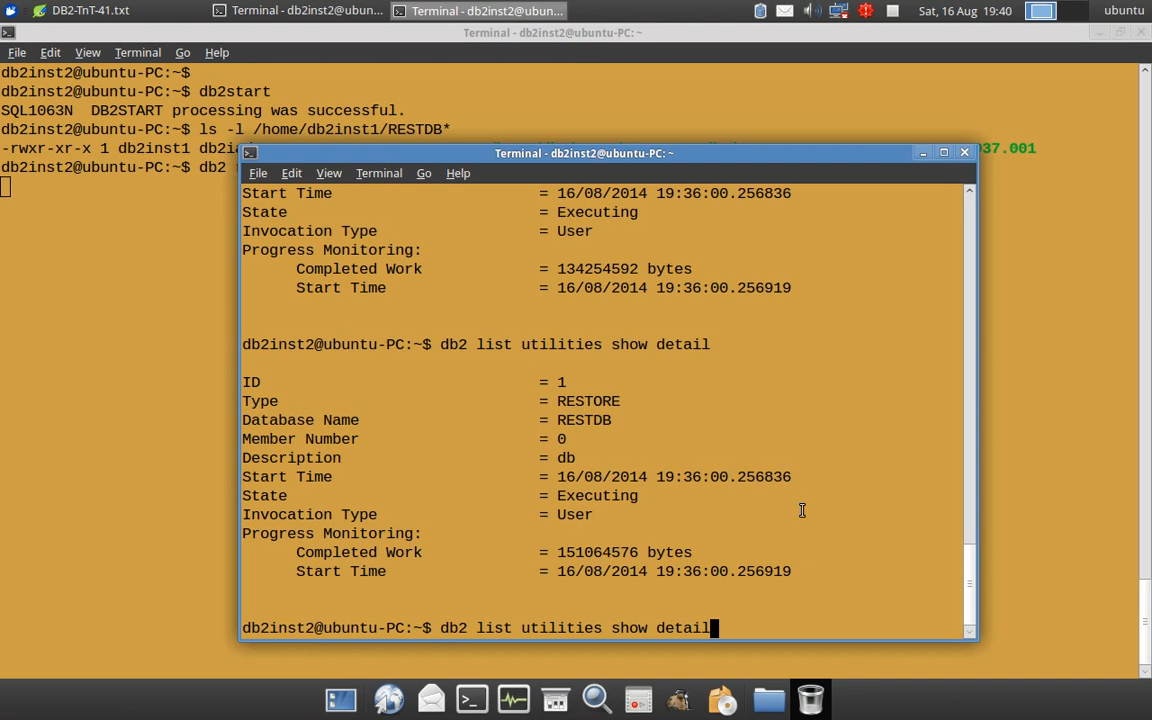 DB2-TnT-41.txt
Terminal - db2inst2@ubun...
Terminal - db2inst2@ubun...
Sat, 16 Aug 19:40
ubuntu
Terminal - db2inst2@ubuntu-PC: ~
File Edit View Terminal Go Help
db2inst2@ubuntu-PC:~$
db2inst2@ubuntu-PC:~$ db2start
SQL1063N  DB2START processing was successful.
db2inst2@ubuntu-PC:~$ ls -l /home/db2inst1/RESTDB*
-rwxr-xr-x 1 db2inst1 037.001
db2inst2@ubuntu-PC:~$ db2
Terminal - db2inst2@ubuntu-PC: ~
File Edit View Terminal Go Help
Start Time = 16/08/2014 19:36:00.256836
State = Executing
Invocation Type = User
Progress Monitoring:
Completed Work = 134254592 bytes
Start Time = 16/08/2014 19:36:00.256919
db2inst2@ubuntu-PC:~$ db2 list utilities show detail
ID = 1
Type = RESTORE
Database Name = RESTDB
Member Number = 0
Description = db
Start Time = 16/08/2014 19:36:00.256836
State = Executing
Invocation Type = User
Progress Monitoring:
Completed Work = 151064576 bytes
Start Time = 16/08/2014 19:36:00.256919
db2inst2@ubuntu-PC:~$ db2 list utilities show detail